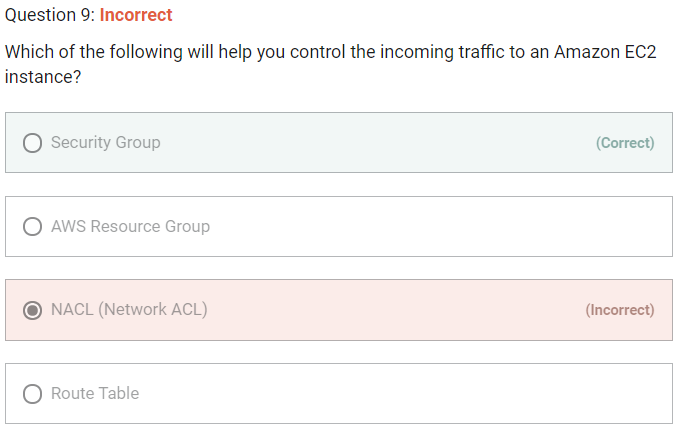 Question 9: Incorrect
Which of the following will help you control the incoming traffic to an Amazon EC2
instance?
Security Group (Correct)
AWS Resource Group
NACL (Network ACL) (Incorrect)
Route Table